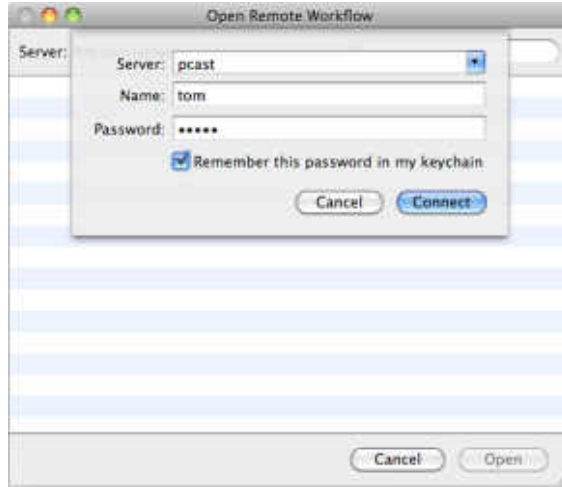 Open Remote Workflow
Server:
Server: pcast
Name: tom
Password: •••••
Remember this password in my keychain
Cancel Connect
Cancel Open